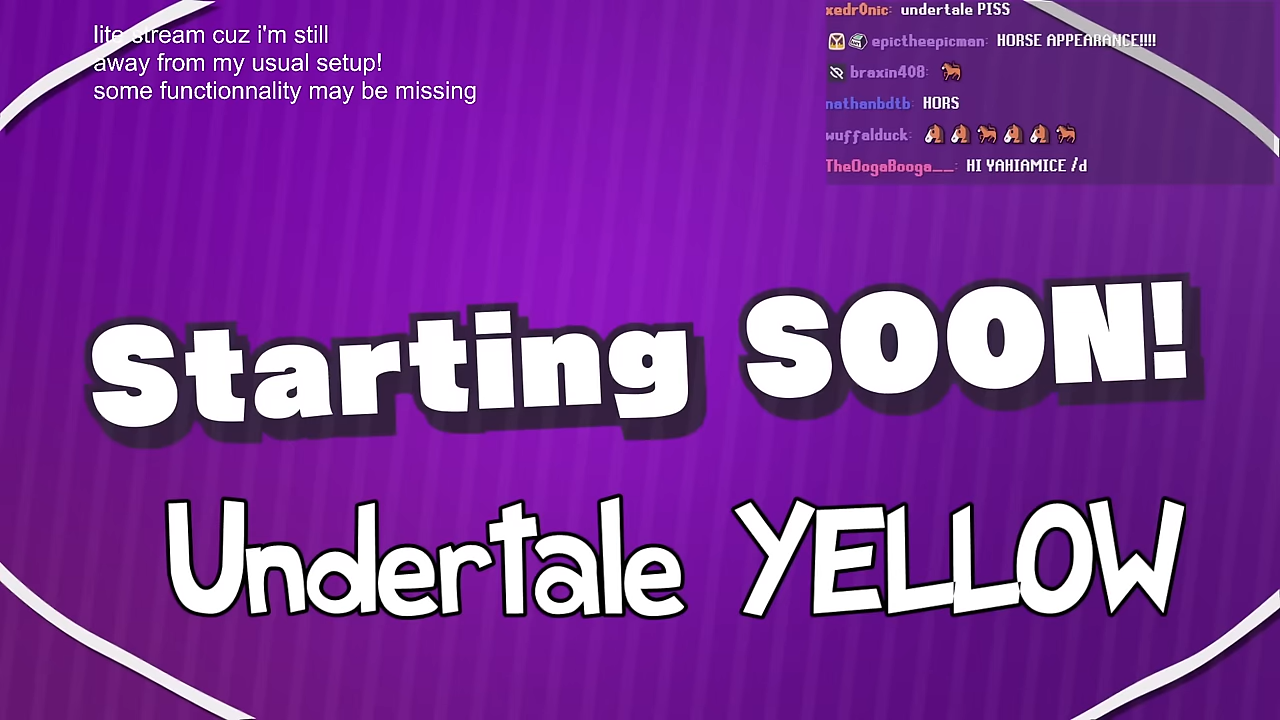 lite stream cuz i'm still
away from my usual setup!
some functionnality may be missing
xedr0nic: undertale PISS
epictheepicman: HORSE APPEARANCE!!!!
braxin408:
nathanbdtb: HORS
wuffalduck:
TheOogaBooga__: HI YAHIAMICE /d
Starting SOON!
Undertale YELLOW